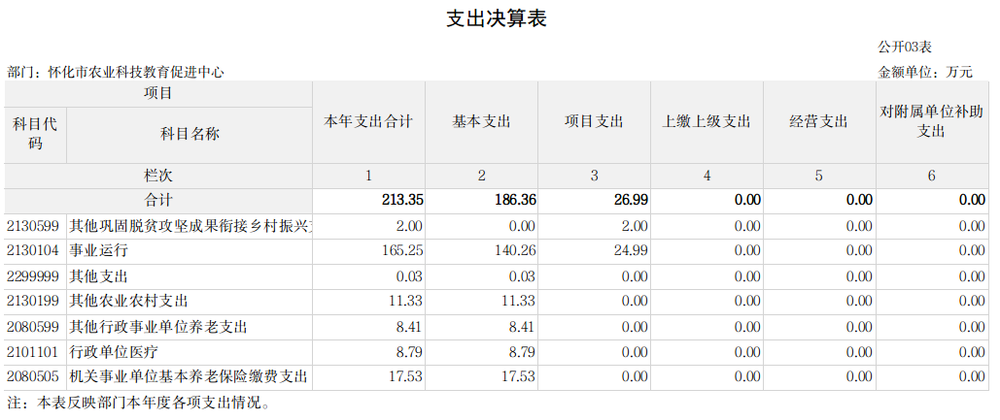 支出决算表
公开03表
部门：怀化市农业科技教育促进中心 金额单位：万元
项目 本年支出合计 基本支出 项目支出 上缴上级支出 经营支出 对附属单位补助支出
科目代码 科目名称
栏次 1 2 3 4 5 6
合计 213.35 186.36 26.99 0.00 0.00 0.00
2130599 其他巩固脱贫攻坚成果衔接乡村振兴 2.00 0.00 2.00 0.00 0.00 0.00
2130104 事业运行 165.25 140.26 24.99 0.00 0.00 0.00
2299999 其他支出 0.03 0.03 0.00 0.00 0.00 0.00
2130199 其他农业农村支出 11.33 11.33 0.00 0.00 0.00 0.00
2080599 其他行政事业单位养老支出 8.41 8.41 0.00 0.00 0.00 0.00
2101101 行政单位医疗 8.79 8.79 0.00 0.00 0.00 0.00
2080505 机关事业单位基本养老保险缴费支出 17.53 17.53 0.00 0.00 0.00 0.00
注：本表反映部门本年度各项支出情况。